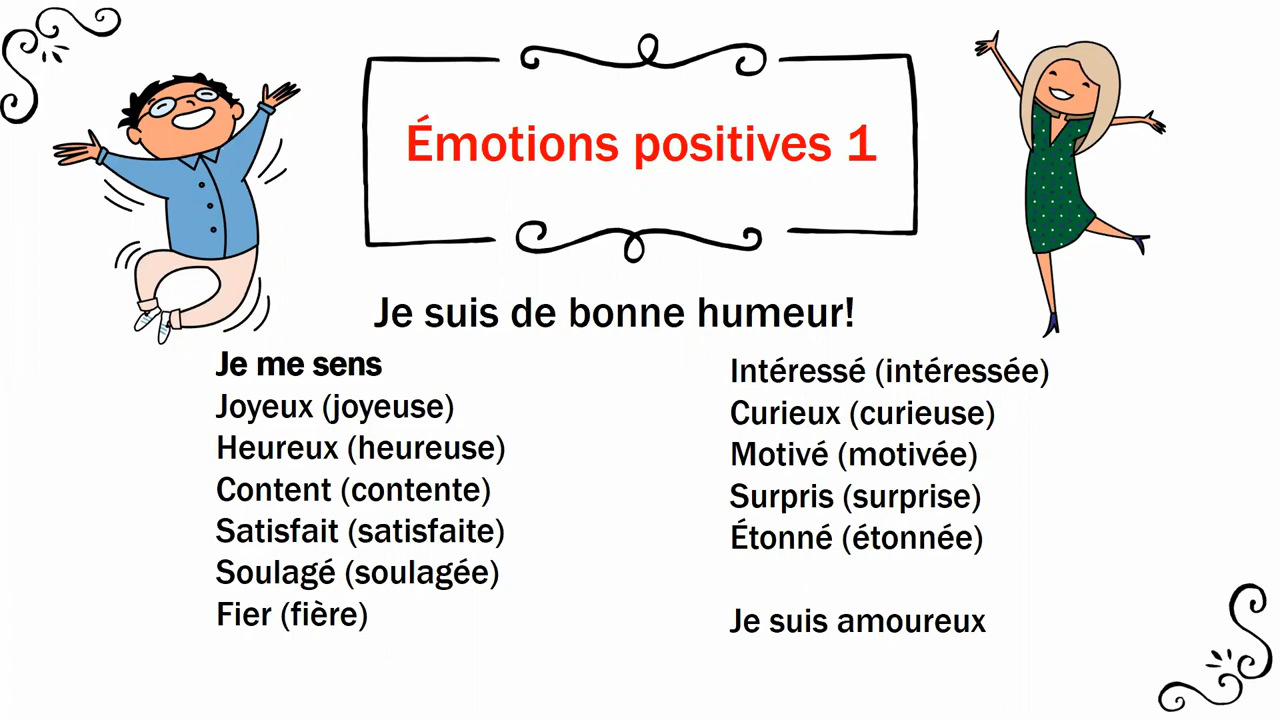 Émotions positives 1
Je suis de bonne humeur!
Je me sens
Joyeux (joyeuse)
Heureux (heureuse)
Content (contente)
Satisfait (satisfaite)
Soulagé (soulagée)
Fier (fière)
Intéressé (intéressée)
Curieux (curieuse)
Motivé (motivée)
Surpris (surprise)
Étonné (étonnée)
Je suis amoureux